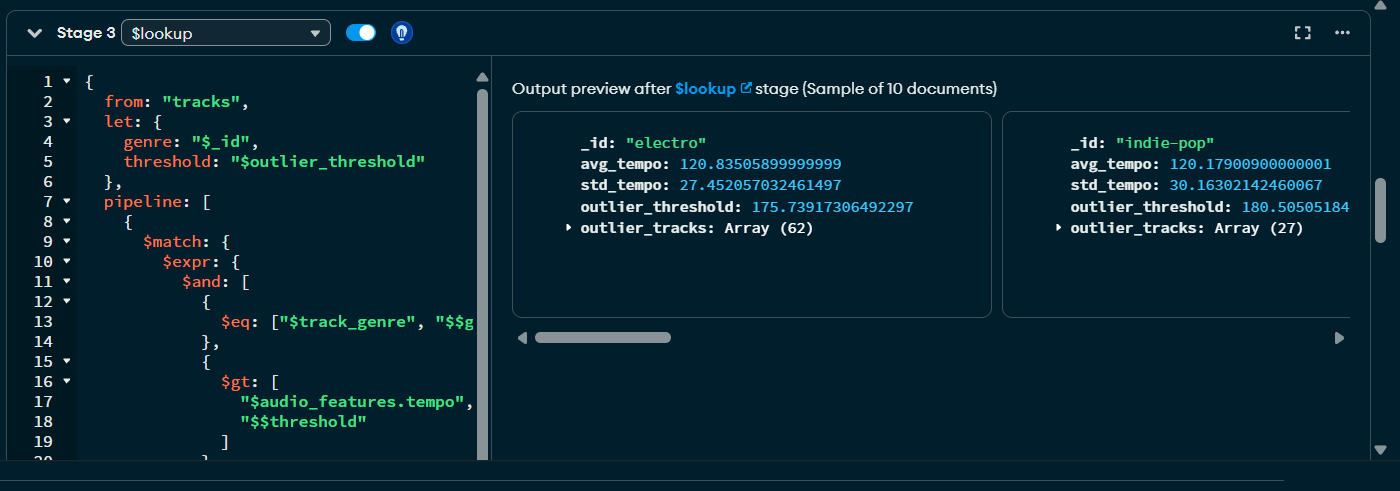 Stage 3 $lookup
1 {
2 from: "tracks",
3 let: {
4 genre: "$_id",
5 threshold: "$outlier_threshold"
6 },
7 pipeline: [
8 {
9 $match: {
10 $expr: {
11 $and: [
12 {
13 $eq: ["$track_genre", "$$g
14 },
15 {
16 $gt: [
17 "$audio_features.tempo",
18 "$$threshold"
19 ]
20 }
Output preview after $lookup stage (Sample of 10 documents)
_id: "electro"
avg_tempo: 120.83505899999999
std_tempo: 27.452057032461497
outlier_threshold: 175.73917306492297
outlier_tracks: Array (62)
_id: "indie-pop"
avg_tempo: 120.17900900000001
std_tempo: 30.16302142460067
outlier_threshold: 180.50505184
outlier_tracks: Array (27)